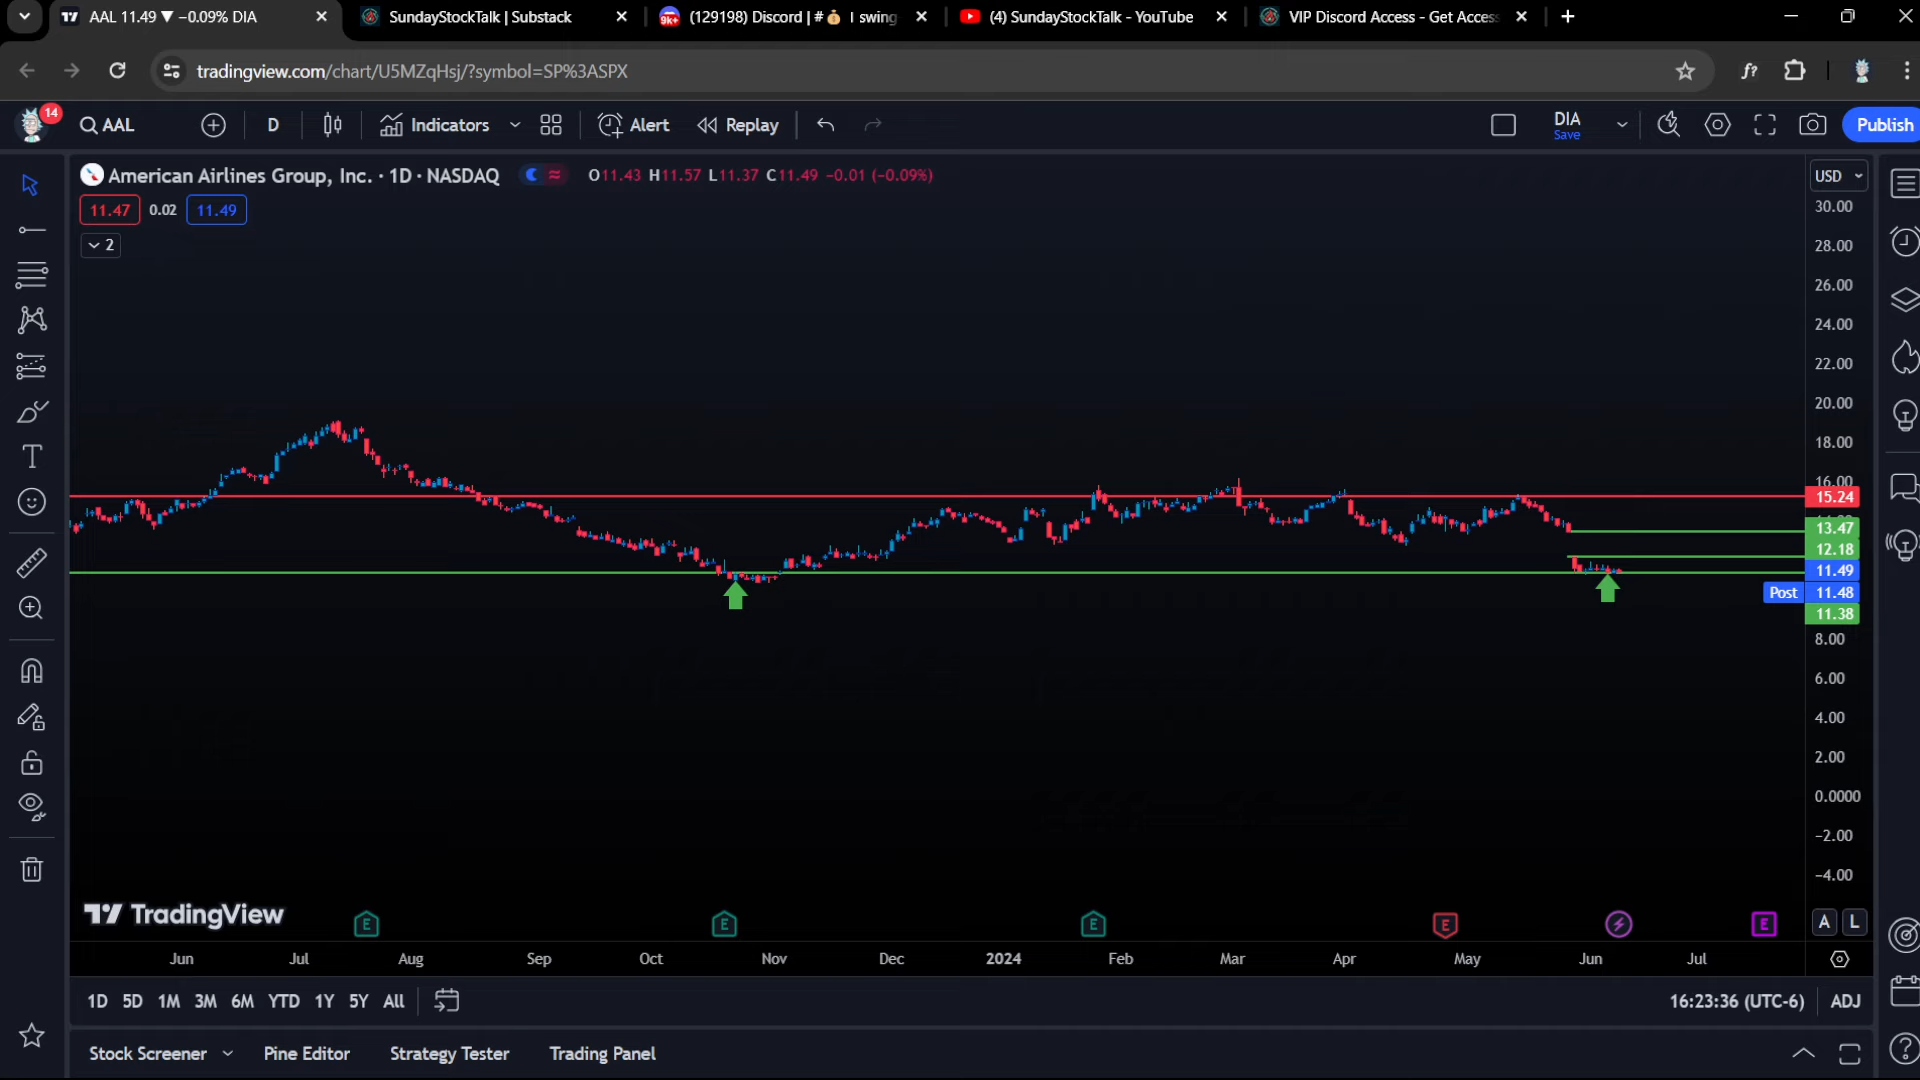 AAL 11.49 ▼ −0.09% DIA
SundayStockTalk | Substack
9k+
(129198) Discord | # 💰 I swing
(4) SundayStockTalk - YouTube
VIP Discord Access - Get Access
tradingview.com/chart/U5MZqHsj/?symbol=SP%3ASPX
f?
14
AAL
D
Indicators
Alert
Replay
DIA
Save
Publish
American Airlines Group, Inc. · 1D · NASDAQ
O11.43 H11.57 L11.37 C11.49 −0.01 (−0.09%)
USD
11.47 0.02 11.49
2
30.00
28.00
26.00
24.00
22.00
20.00
18.00
16.00
15.24
13.47
12.18
11.49
Post 11.48
11.38
8.00
6.00
4.00
2.00
0.0000
−2.00
−4.00
TradingView
E
E
E
E
E
A L
Jun Jul Aug Sep Oct Nov Dec 2024 Feb Mar Apr May Jun Jul
1D 5D 1M 3M 6M YTD 1Y 5Y All
16:23:36 (UTC-6) ADJ
Stock Screener Pine Editor Strategy Tester Trading Panel